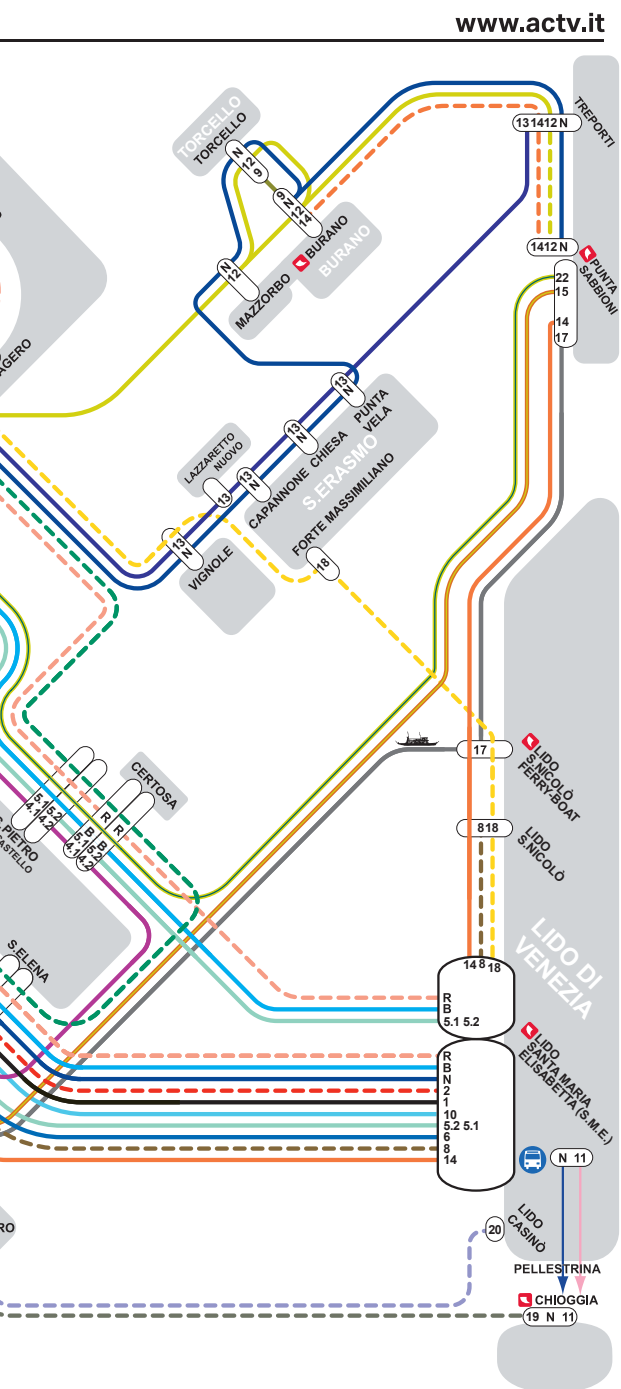 www.actv.it
TREPORTI
13 14 12 N
TORCELLO
TORCELLO
N 12 9
9 N 12 14
BURANO
BURANO
MAZZORBO
N 12
14 12 N
PUNTA
SABBIONI
22
15
14
17
AGERO
13 N
PUNTA
VELA
13 N
CHIESA
S.ERASMO
LAZZARETTO
NUOVO
13
13 N
CAPANNONE
FORTE MASSIMILIANO
18
13 N
VIGNOLE
17
LIDO
S.NICOLÒ
FERRY-BOAT
8 18
LIDO
S.NICOLÒ
CERTOSA
R
R
5.1 5.2
4.1 4.2
B
B
5.1 5.2
4.1 4.2
PIETRO
CASTELLO
S.ELENA
LIDO DI
VENEZIA
14 8 18
R
B
5.1 5.2
LIDO
SANTA MARIA
ELISABETTA (S.M.E.)
R
B
N
2
1
10
5.2 5.1
6
8
14
N 11
LIDO
CASINÒ
20
RO
PELLESTRINA
CHIOGGIA
19 N 11